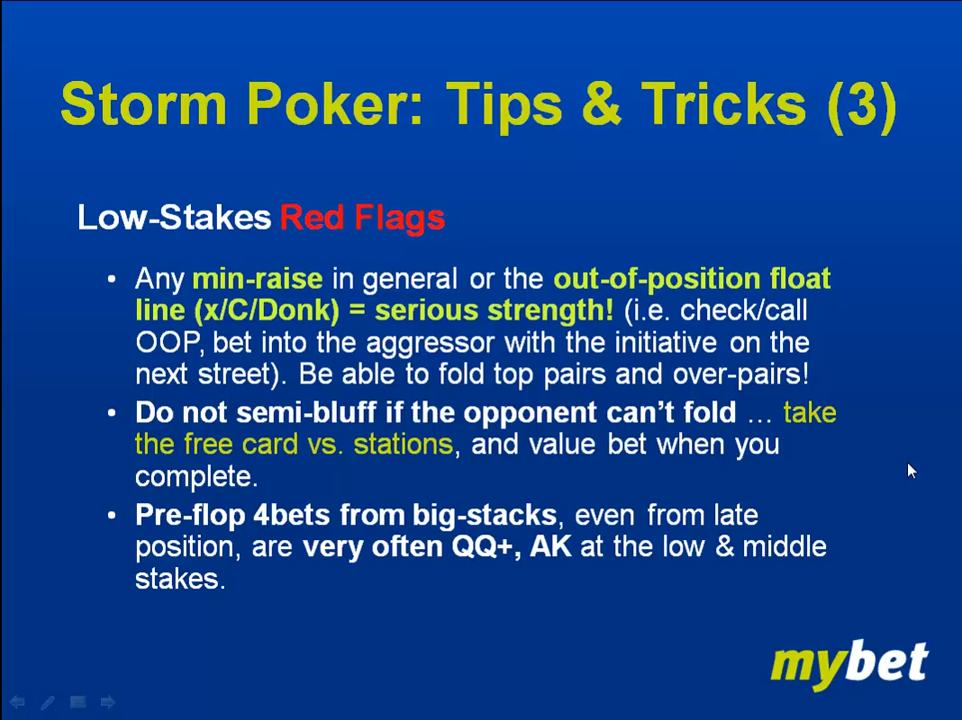 Storm Poker: Tips & Tricks (3)
Low-Stakes Red Flags
• Any min-raise in general or the out-of-position float
line (x/C/Donk) = serious strength! (i.e. check/call
OOP, bet into the aggressor with the initiative on the
next street). Be able to fold top pairs and over-pairs!
• Do not semi-bluff if the opponent can't fold … take
the free card vs. stations, and value bet when you
complete.
• Pre-flop 4bets from big-stacks, even from late
position, are very often QQ+, AK at the low & middle
stakes.
mybet